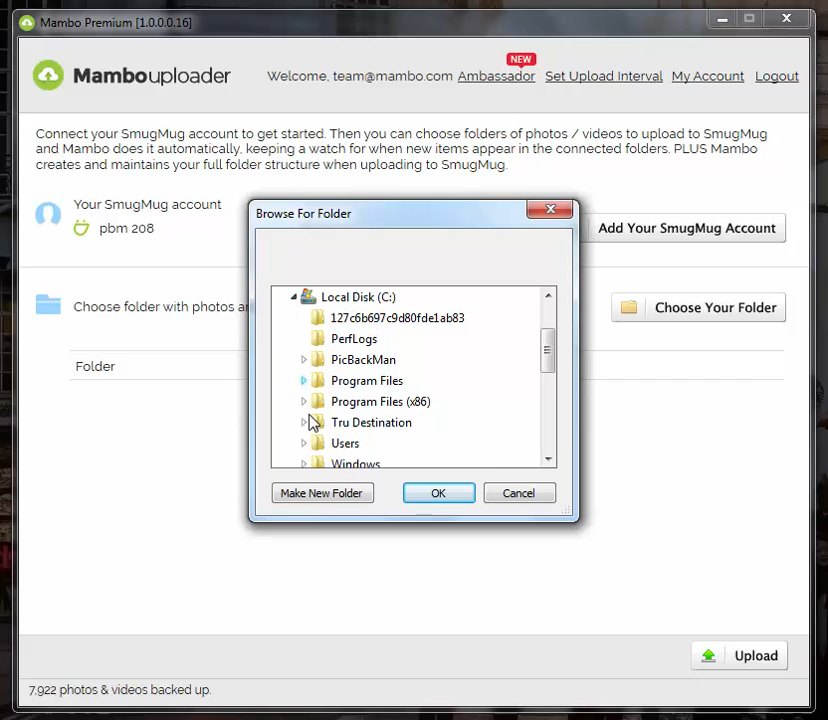 Mambo Premium [1.0.0.0.16]
Mambouploader
Welcome, team@mambo.com Ambassador Set Upload Interval My Account Logout
NEW
Connect your SmugMug account to get started. Then you can choose folders of photos / videos to upload to SmugMug
and Mambo does it automatically, keeping a watch for when new items appear in the connected folders. PLUS Mambo
creates and maintains your full folder structure when uploading to SmugMug.
Your SmugMug account
pbm 208
Add Your SmugMug Account
Choose folder with photos
Choose Your Folder
Folder
Browse For Folder
Local Disk (C:)
127c6b697c9d80fde1ab83
PerfLogs
PicBackMan
Program Files
Program Files (x86)
Tru Destination
Users
Windows
Make New Folder
OK
Cancel
Upload
7,922 photos & videos backed up.